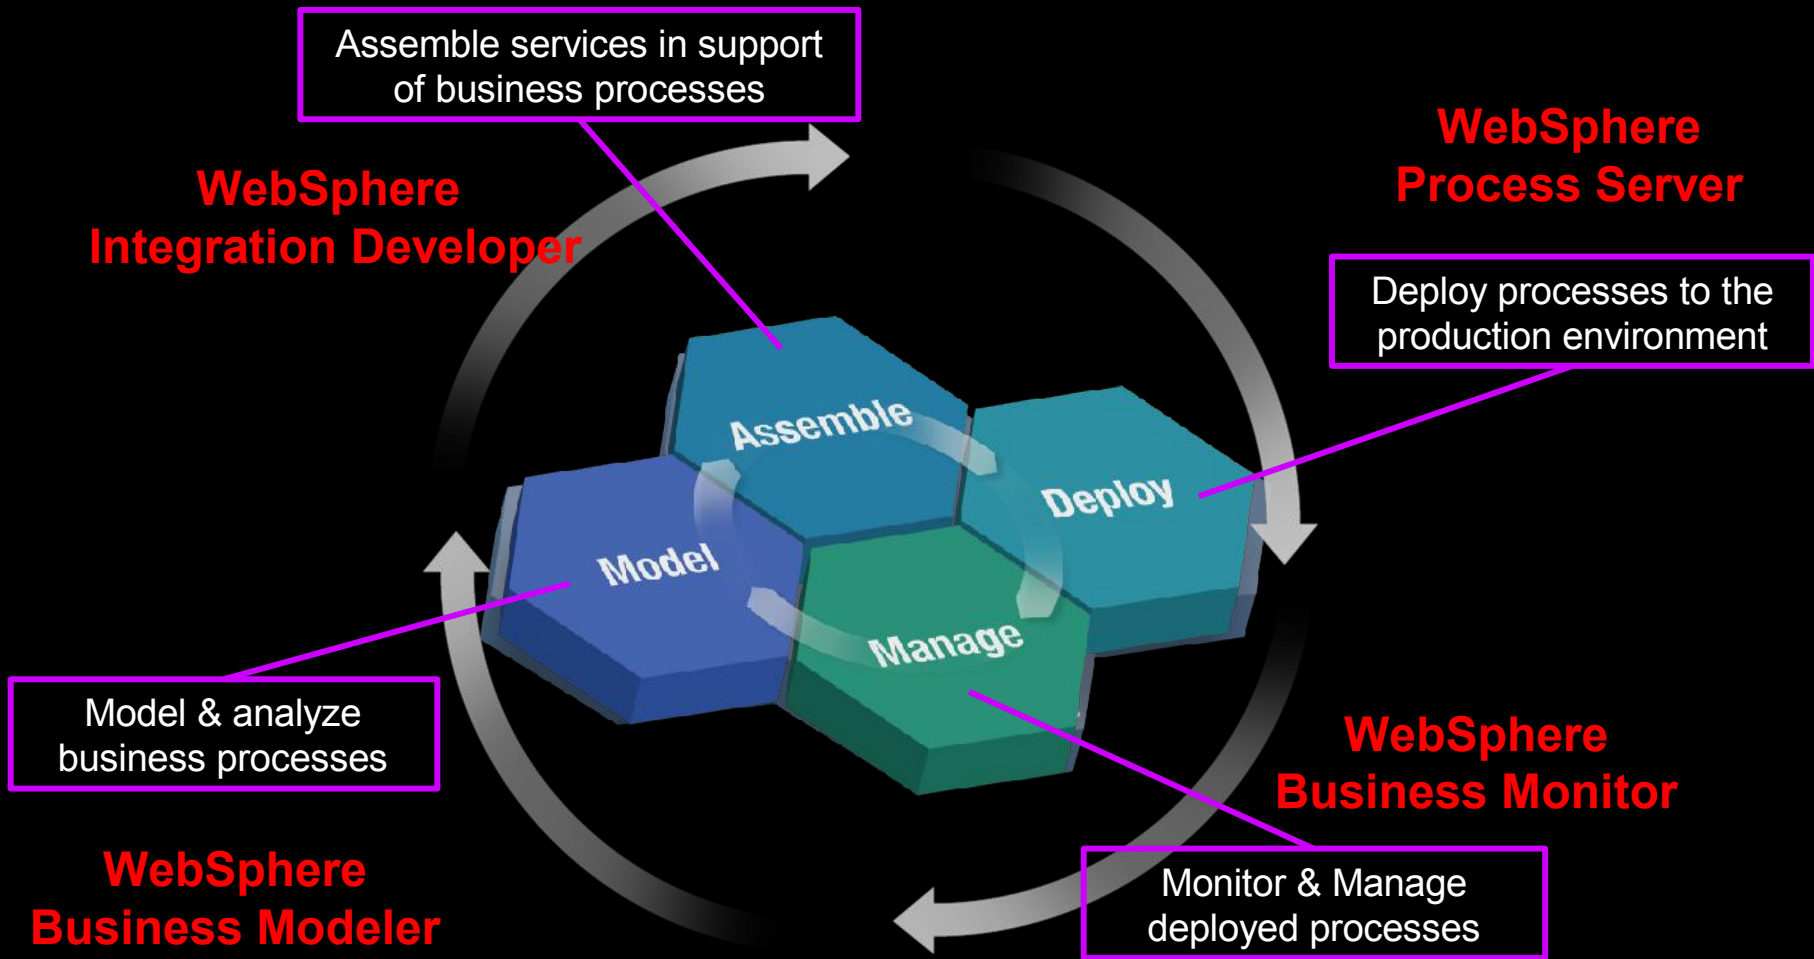 Assemble services in support
of business processes
WebSphere
Process Server
WebSphere
Integration Developer
Deploy processes to the
production environment
Assemble
Deploy
Model
Manage
Model & analyze
business processes
WebSphere
Business Monitor
WebSphere
Business Modeler
Monitor & Manage
deployed processes